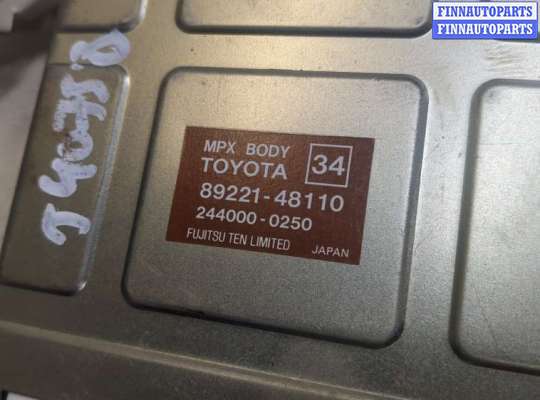 FINNAUTOPARTS
FINNAUTOPARTS
MPX BODY
TOYOTA 34
89221-48110
244000-0250
FUJITSU TEN LIMITED JAPAN